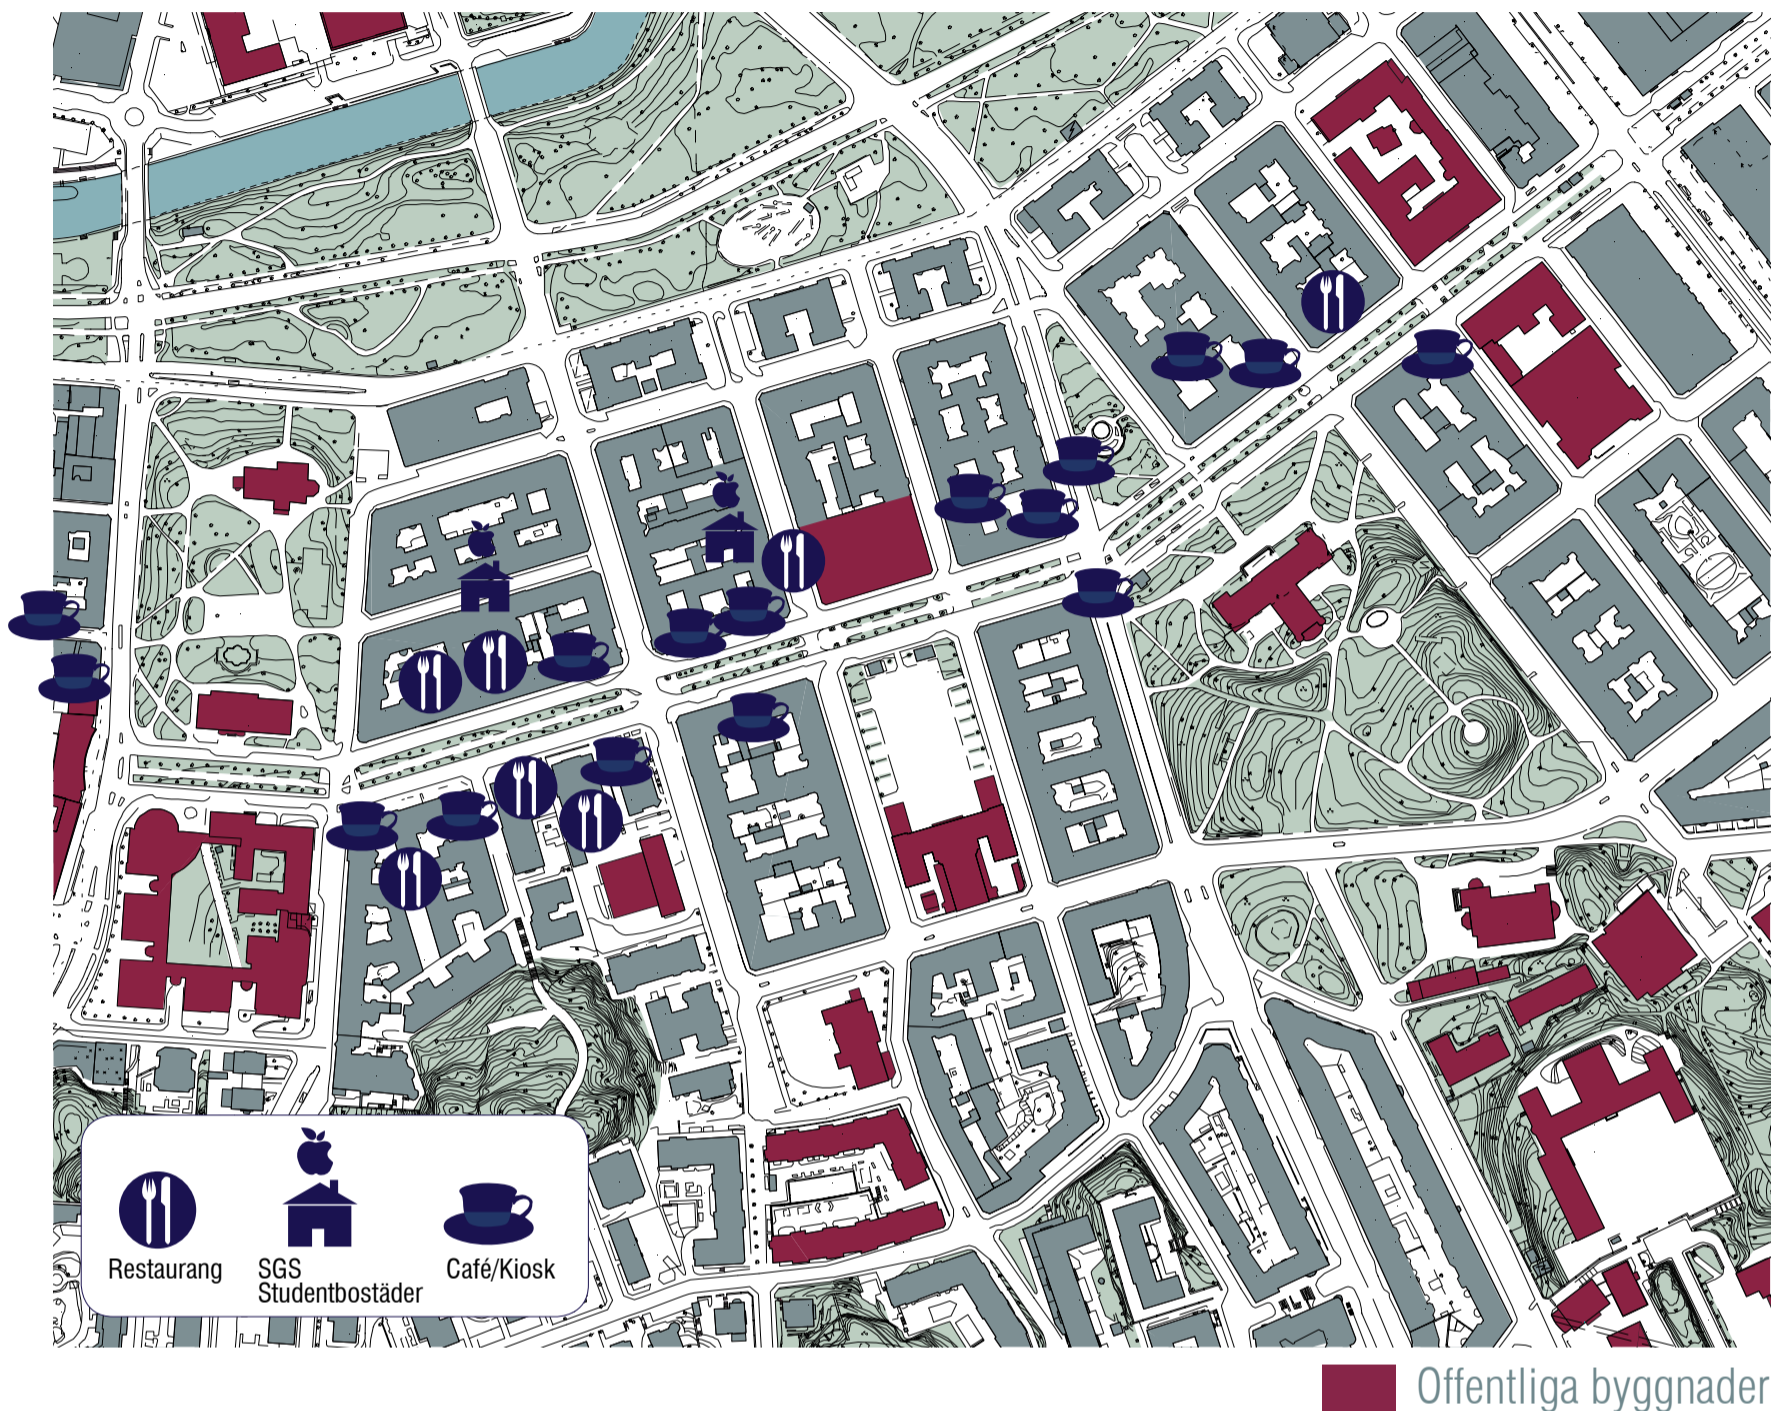 Restaurang
SGS
Studentbostäder
Café/Kiosk
Offentliga byggnader